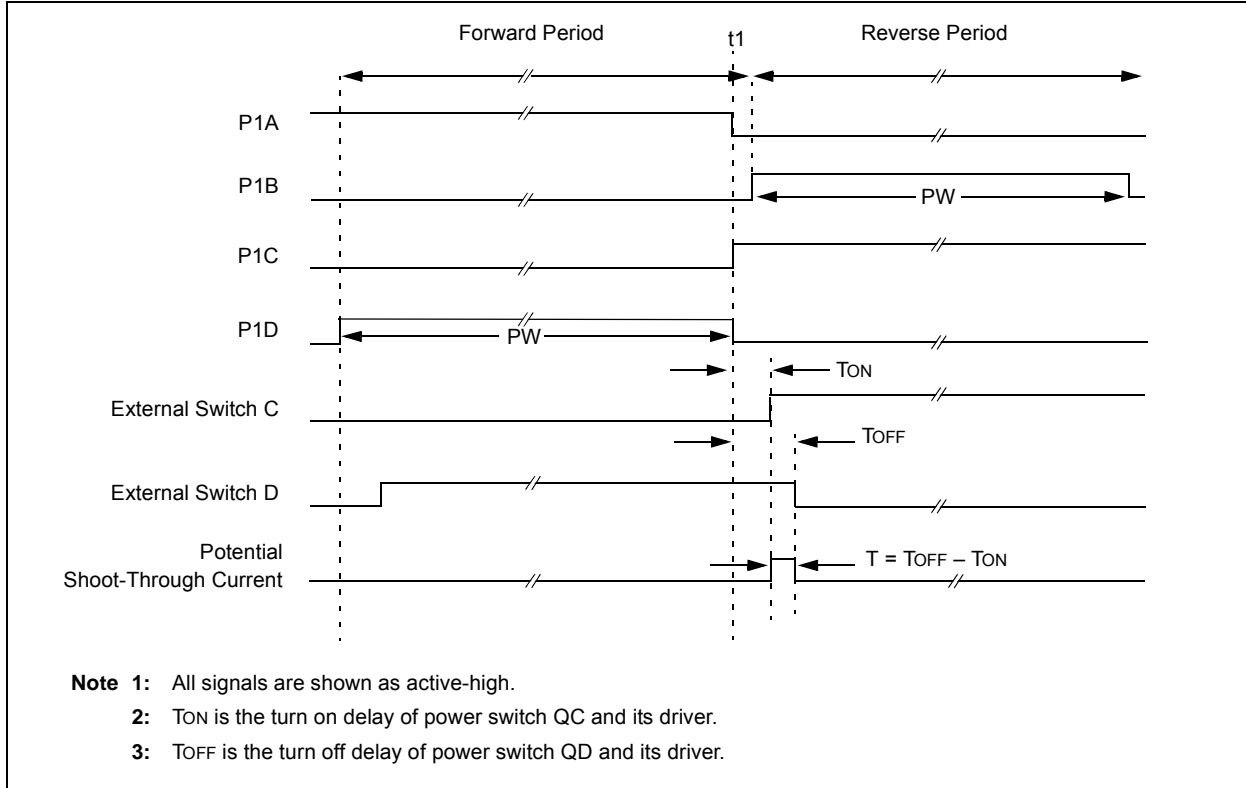 Forward Period
t1
Reverse Period
P1A
P1B
PW
P1C
P1D
PW
TON
External Switch C
TOFF
External Switch D
Potential
Shoot-Through Current
T = TOFF – TON
Note 1: All signals are shown as active-high.
2: TON is the turn on delay of power switch QC and its driver.
3: TOFF is the turn off delay of power switch QD and its driver.